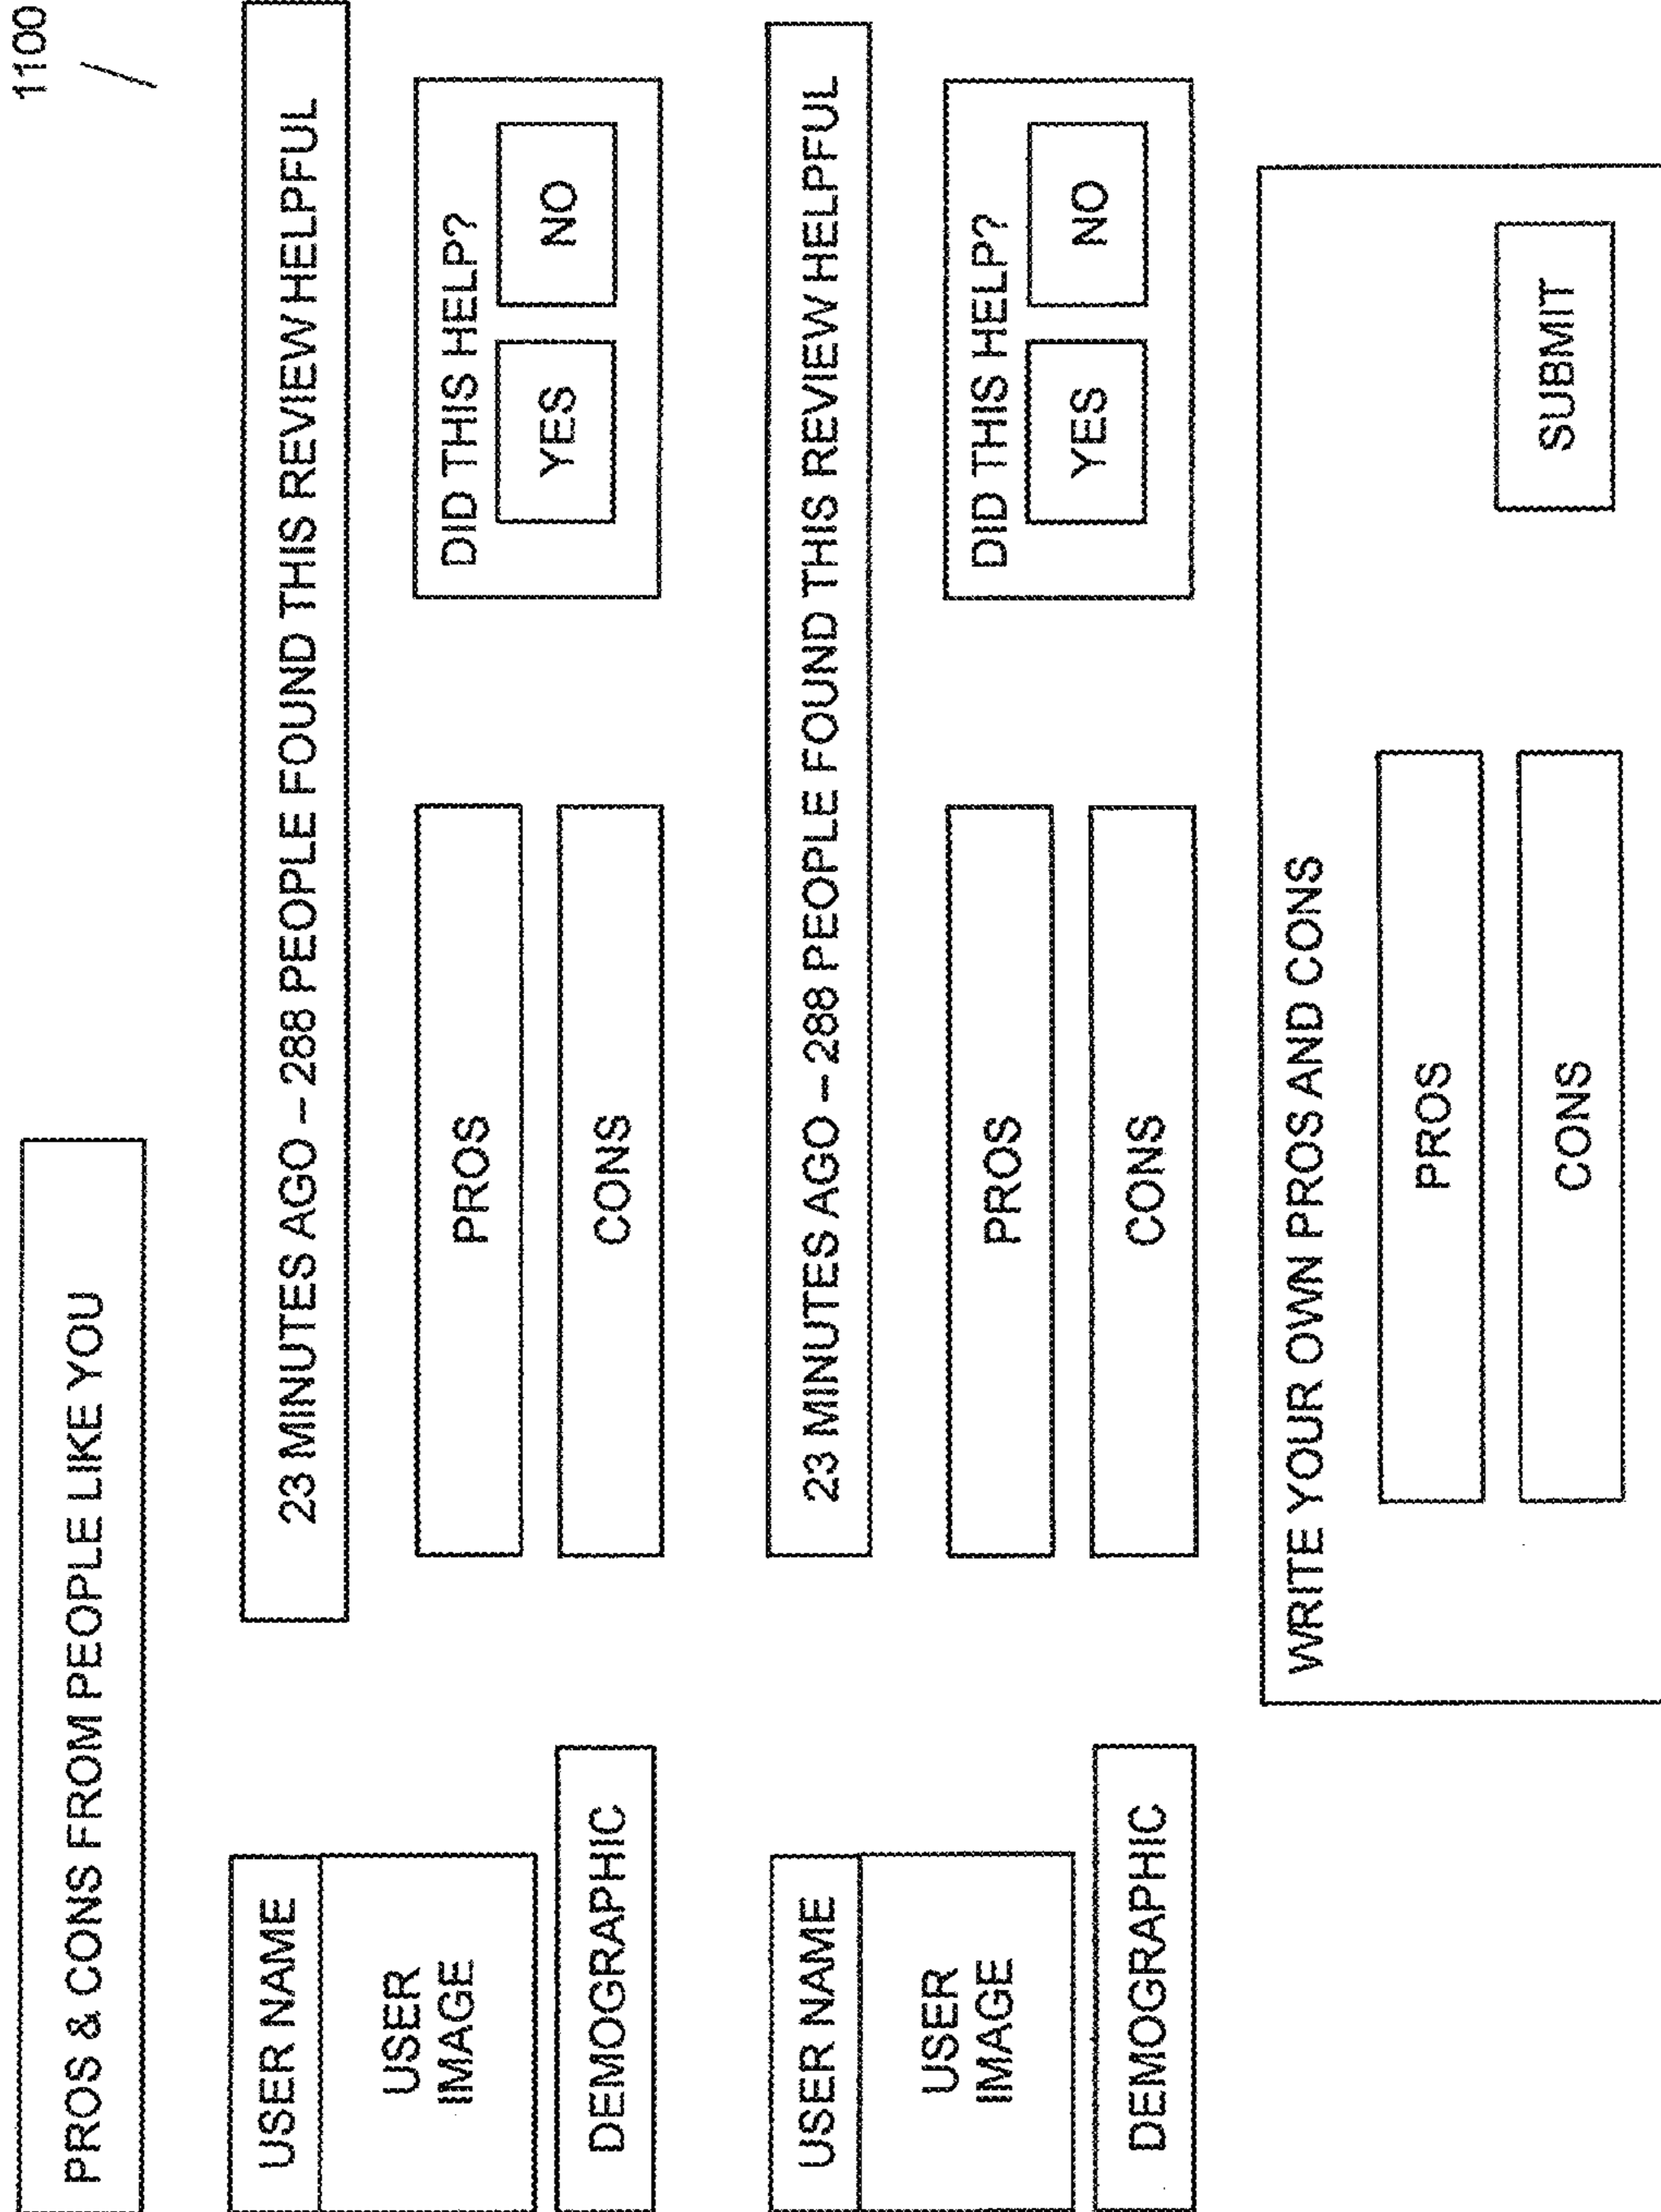 1100
PROS & CONS FROM PEOPLE LIKE YOU
USER NAME
USER
IMAGE
DEMOGRAPHIC
23 MINUTES AGO – 288 PEOPLE FOUND THIS REVIEW HELPFUL
PROS
CONS
DID THIS HELP?
YES
NO
USER NAME
USER
IMAGE
DEMOGRAPHIC
23 MINUTES AGO – 288 PEOPLE FOUND THIS REVIEW HELPFUL
PROS
CONS
DID THIS HELP?
YES
NO
WRITE YOUR OWN PROS AND CONS
PROS
CONS
SUBMIT